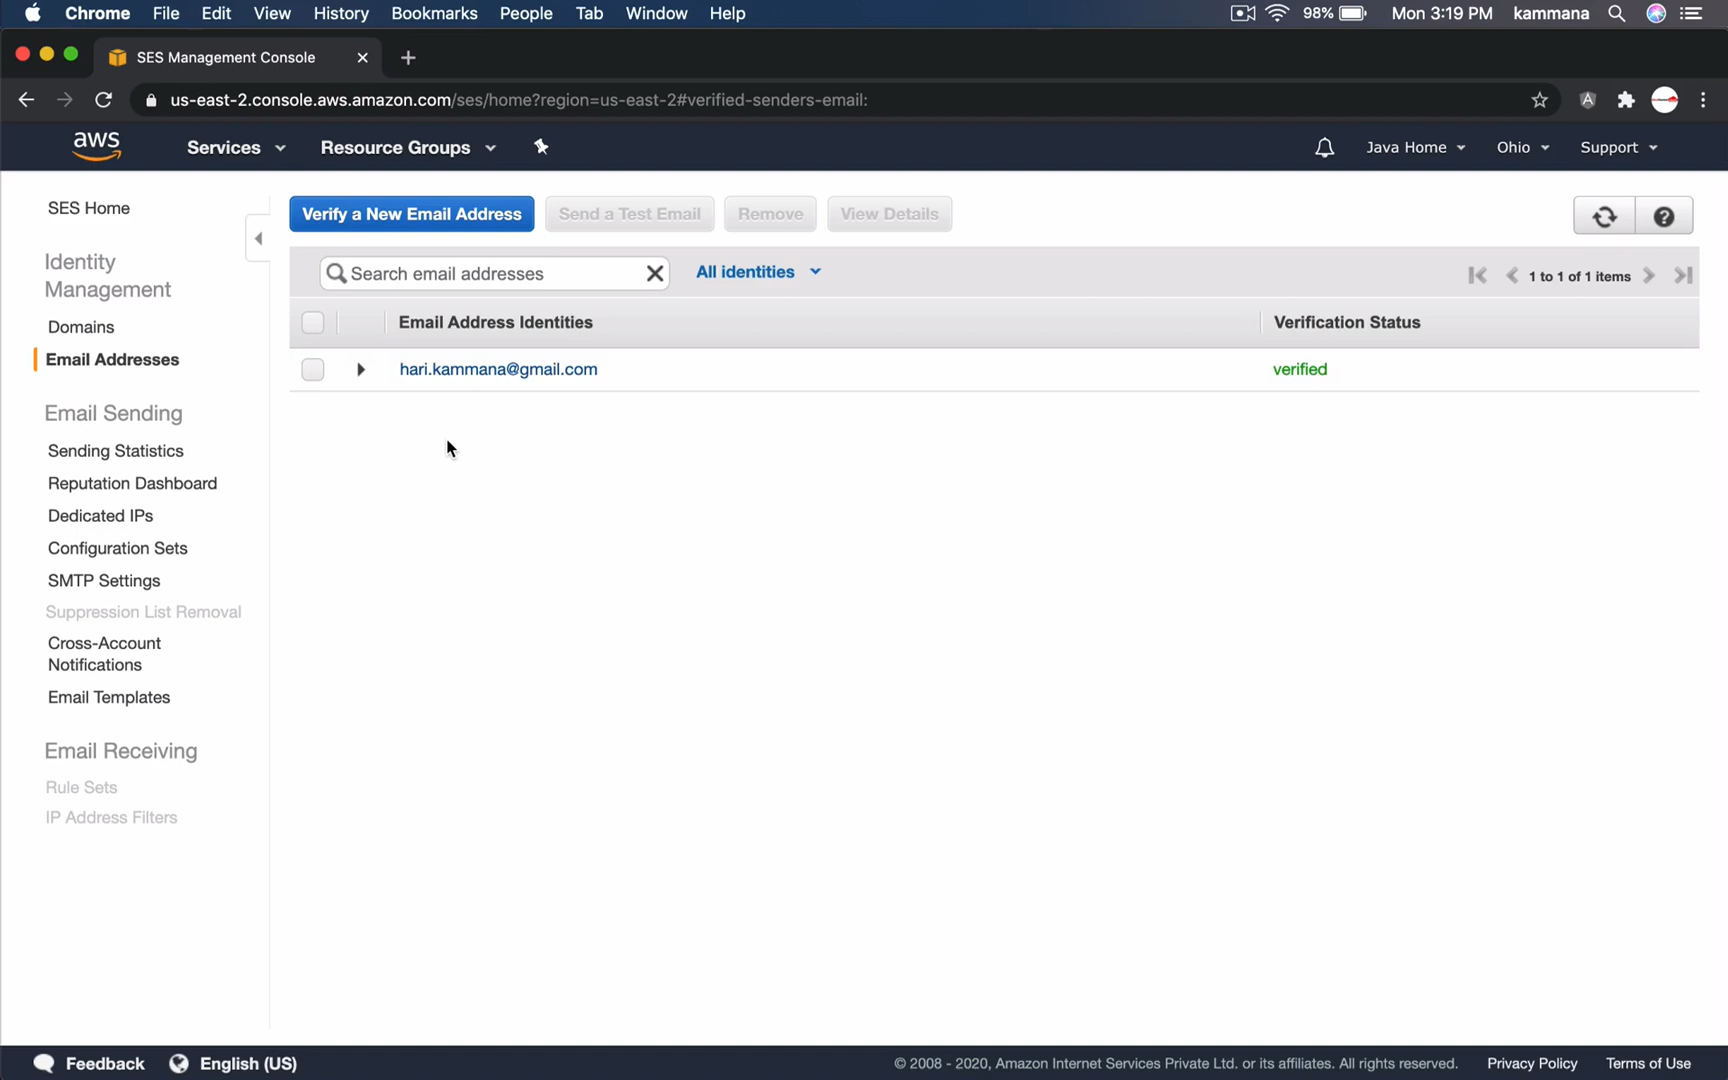 Chrome File Edit View History Bookmarks People Tab Window Help 98% Mon 3:19 PM kammana
SES Management Console
us-east-2.console.aws.amazon.com/ses/home?region=us-east-2#verified-senders-email:
aws Services Resource Groups Java Home Ohio Support
SES Home
Identity
Management
Domains
Email Addresses
Email Sending
Sending Statistics
Reputation Dashboard
Dedicated IPs
Configuration Sets
SMTP Settings
Suppression List Removal
Cross-Account
Notifications
Email Templates
Email Receiving
Rule Sets
IP Address Filters
Verify a New Email Address Send a Test Email Remove View Details
Search email addresses All identities 1 to 1 of 1 items
Email Address Identities Verification Status
hari.kammana@gmail.com verified
Feedback English (US) © 2008 - 2020, Amazon Internet Services Private Ltd. or its affiliates. All rights reserved. Privacy Policy Terms of Use